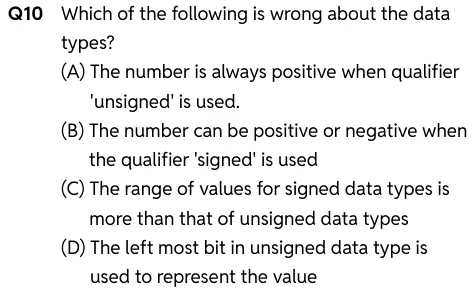 Q10 Which of the following is wrong about the data
types?
(A) The number is always positive when qualifier
'unsigned' is used.
(B) The number can be positive or negative when
the qualifier 'signed' is used
(C) The range of values for signed data types is
more than that of unsigned data types
(D) The left most bit in unsigned data type is
used to represent the value